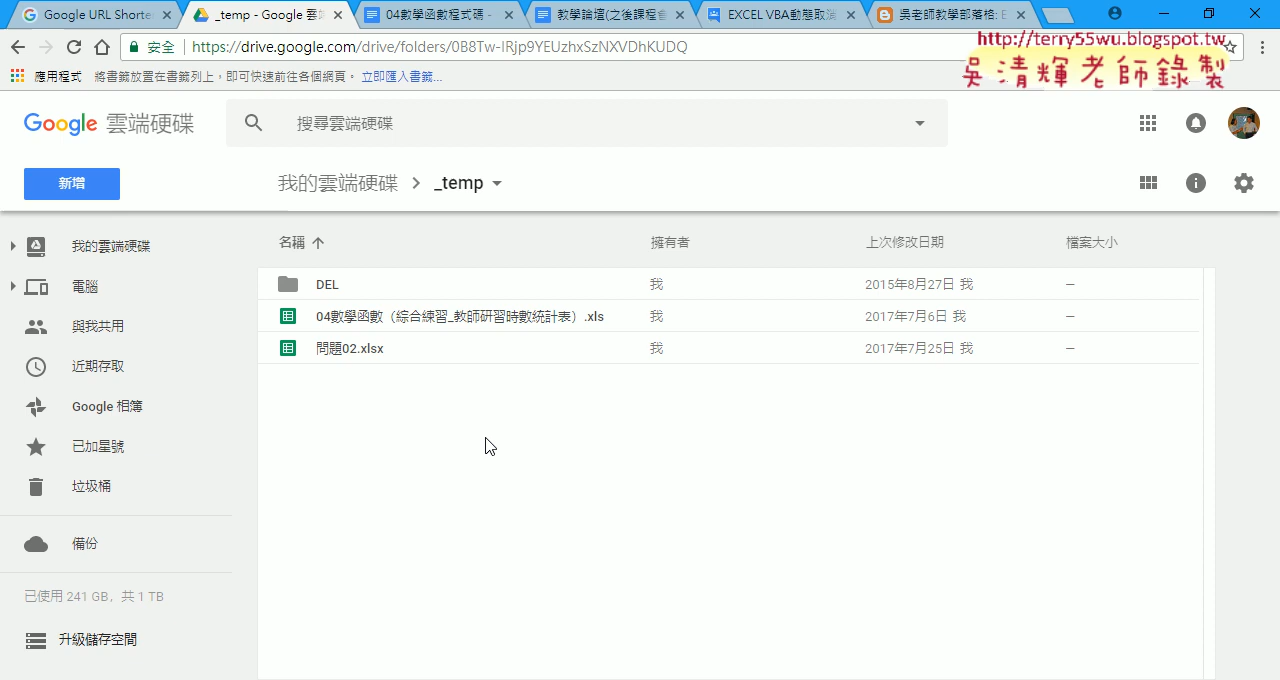 Google URL Shorte
_temp - Google 雲端
04數學函數程式碼 -
教學論壇(之後課程會
EXCEL VBA動態取消
吳老師教學部落格: E
安全
https://drive.google.com/drive/folders/0B8Tw-IRjp9YEUzhxSzNXVDhKUDQ
http://terry55wu.blogspot.tw
吳清輝老師錄製
應用程式
將書籤放置在書籤列上，即可快速前往各個網頁。
立即匯入書籤...
Google 雲端硬碟
搜尋雲端硬碟
新增
我的雲端硬碟
_temp
我的雲端硬碟
電腦
與我共用
近期存取
Google 相簿
已加星號
垃圾桶
備份
已使用 241 GB，共 1 TB
升級儲存空間
名稱
擁有者
上次修改日期
檔案大小
DEL
我
2015年8月27日 我
—
04數學函數（綜合練習_教師研習時數統計表）.xls
我
2017年7月6日 我
—
問題02.xlsx
我
2017年7月25日 我
—